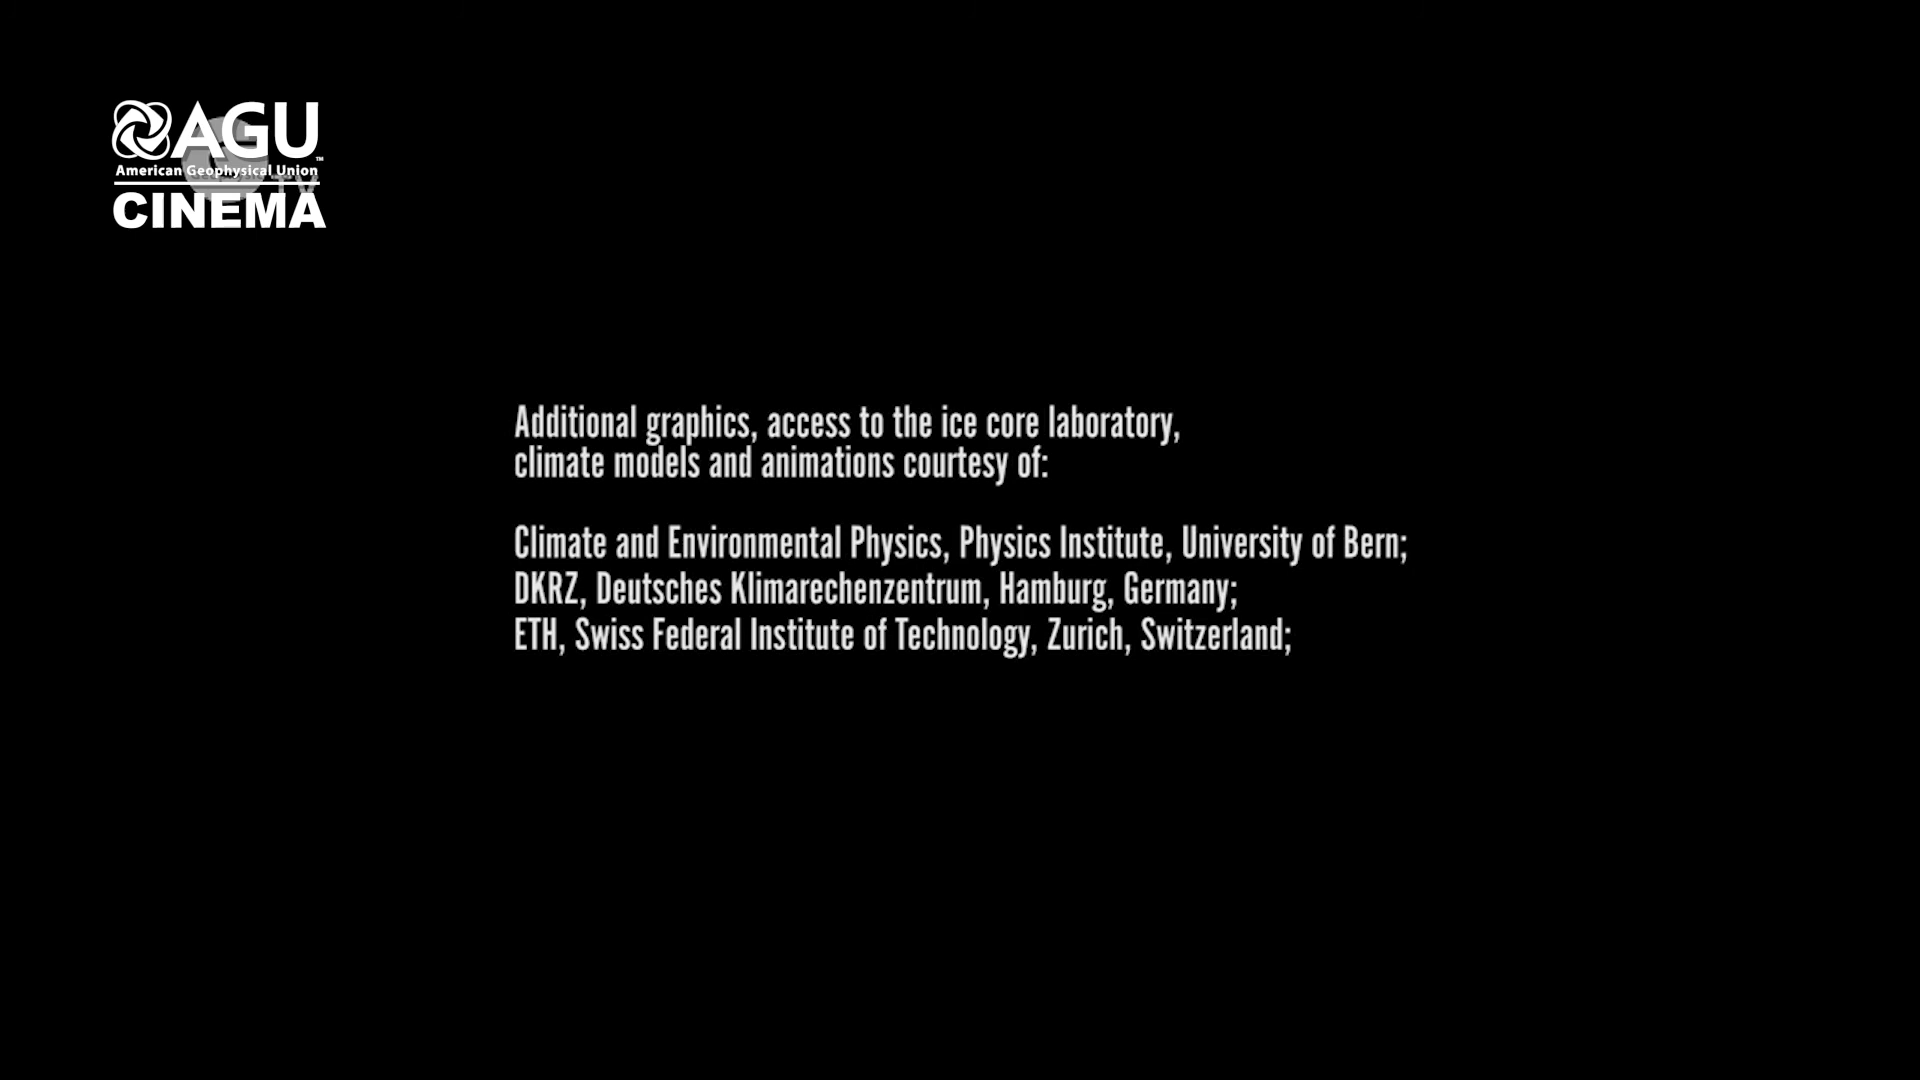 AGU™
American Geophysical Union
CINEMA
TV
Additional graphics, access to the ice core laboratory,
climate models and animations courtesy of:
Climate and Environmental Physics, Physics Institute, University of Bern;
DKRZ, Deutsches Klimarechenzentrum, Hamburg, Germany;
ETH, Swiss Federal Institute of Technology, Zurich, Switzerland;